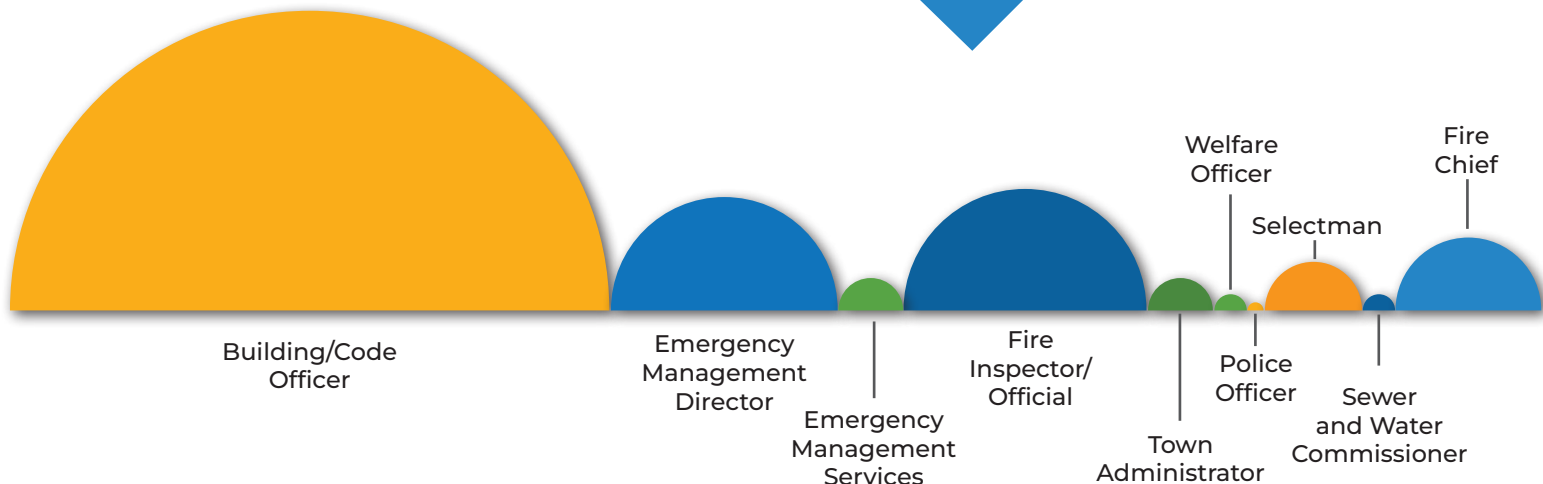 Building/Code
Officer
Emergency
Management
Director
Emergency
Management
Services
Fire
Inspector/
Official
Town
Administrator
Welfare
Officer
Police
Officer
Selectman
Sewer
and Water
Commissioner
Fire
Chief